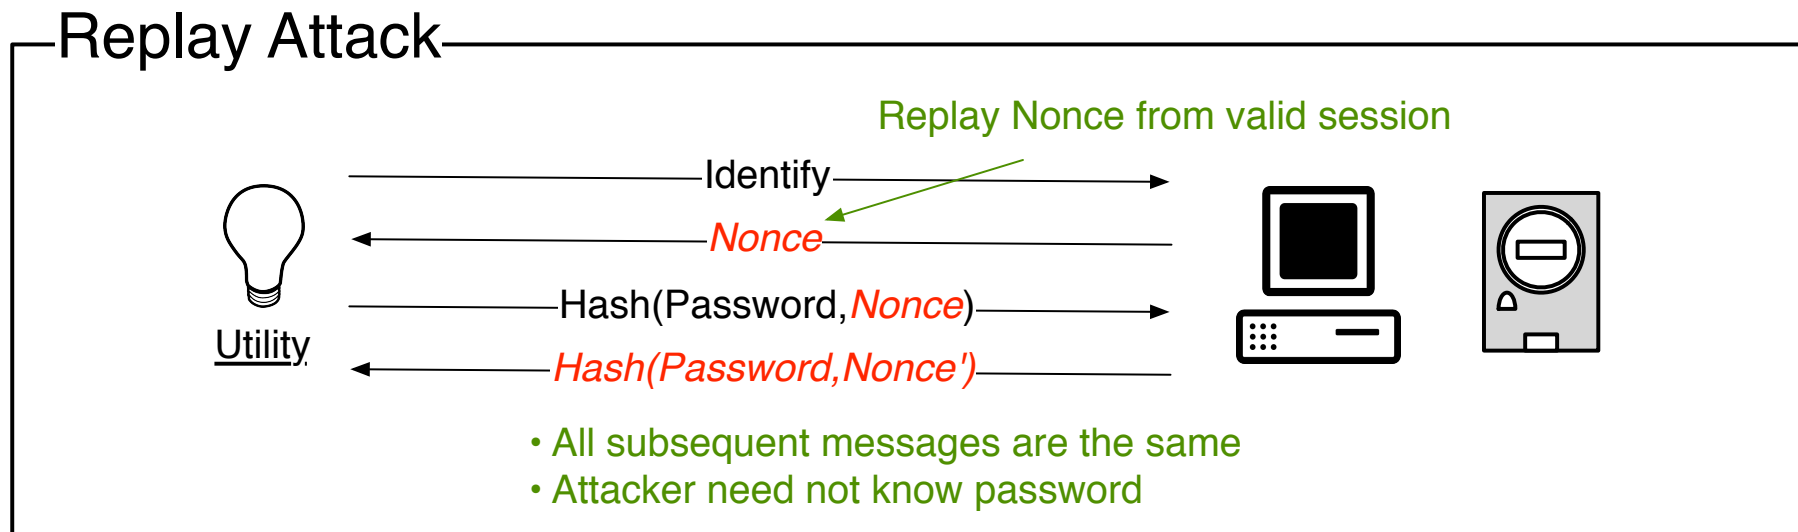 Replay Attack
Replay Nonce from valid session
Identify
Nonce
Hash(Password,Nonce)
Utility
Hash(Password,Nonce')
• All subsequent messages are the same
• Attacker need not know password